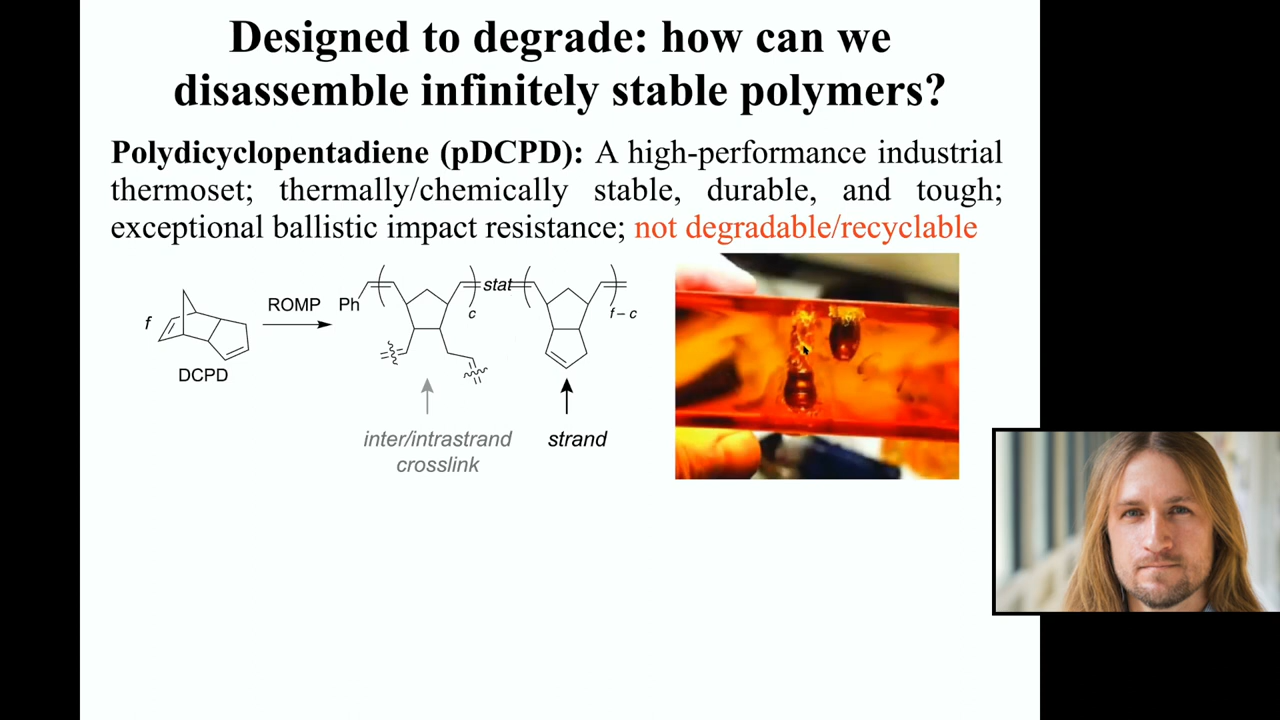 Designed to degrade: how can we
disassemble infinitely stable polymers?
Polydicyclopentadiene (pDCPD): A high-performance industrial
thermoset; thermally/chemically stable, durable, and tough;
exceptional ballistic impact resistance; not degradable/recyclable
f
DCPD
ROMP
Ph
c
stat
f – c
inter/intrastrand
crosslink
strand